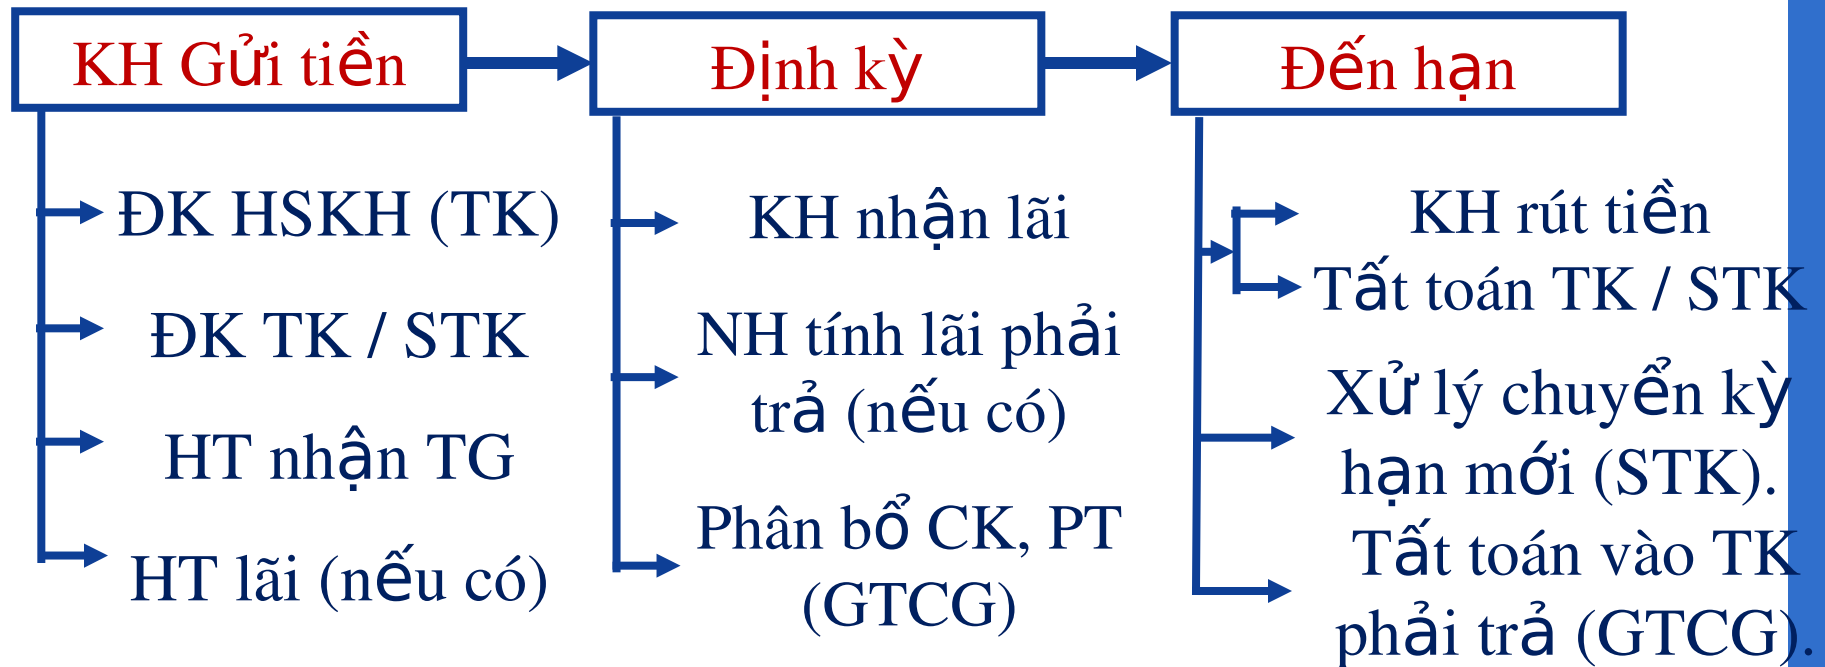 KH Gửi tiền
ĐK HSKH (TK)
ĐK TK / STK
HT nhận TG
HT lãi (nếu có)
Định kỳ
KH nhận lãi
NH tính lãi phải
trả (nếu có)
Phân bổ CK, PT
(GTCG)
Đến hạn
KH rút tiền
Tất toán TK / STK
Xử lý chuyển kỳ
hạn mới (STK).
Tất toán vào TK
phải trả (GTCG).